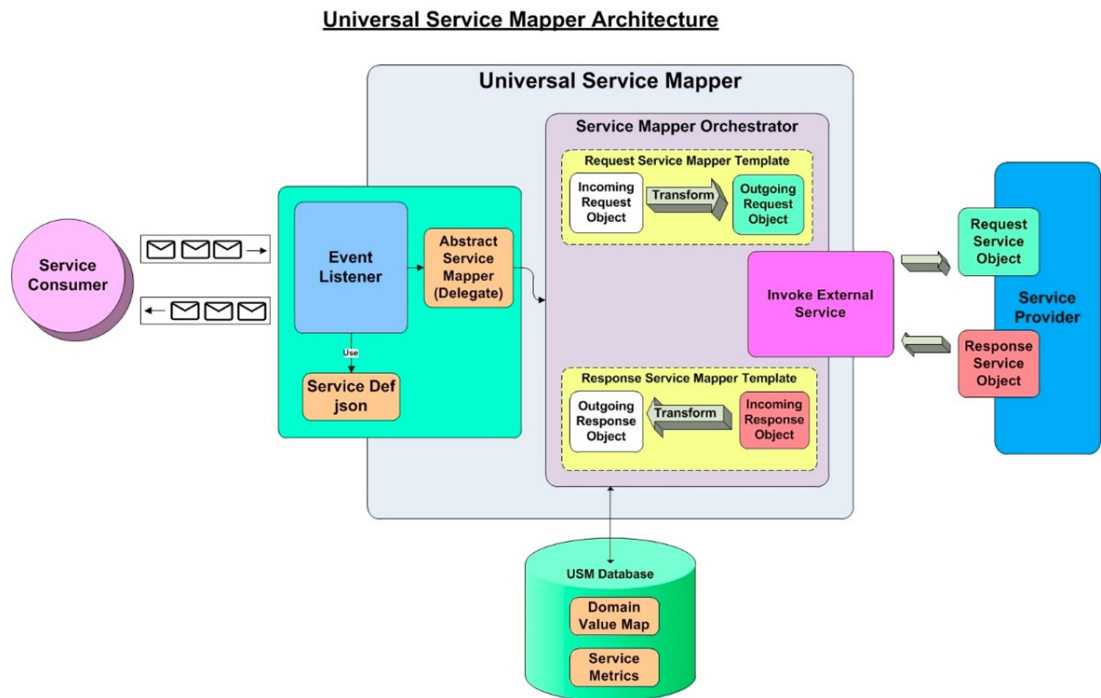 Universal Service Mapper Architecture
Universal Service Mapper
Service Mapper Orchestrator
Request Service Mapper Template
Incoming
Request
Object
Transform
Outgoing
Request
Object
Service
Consumer
Event
Listener
Abstract
Service
Mapper
(Delegate)
Use
Service Def
json
Invoke External
Service
Request
Service
Object
Service
Provider
Response
Service
Object
Response Service Mapper Template
Outgoing
Response
Object
Transform
Incoming
Response
Object
USM Database
Domain
Value Map
Service
Metrics